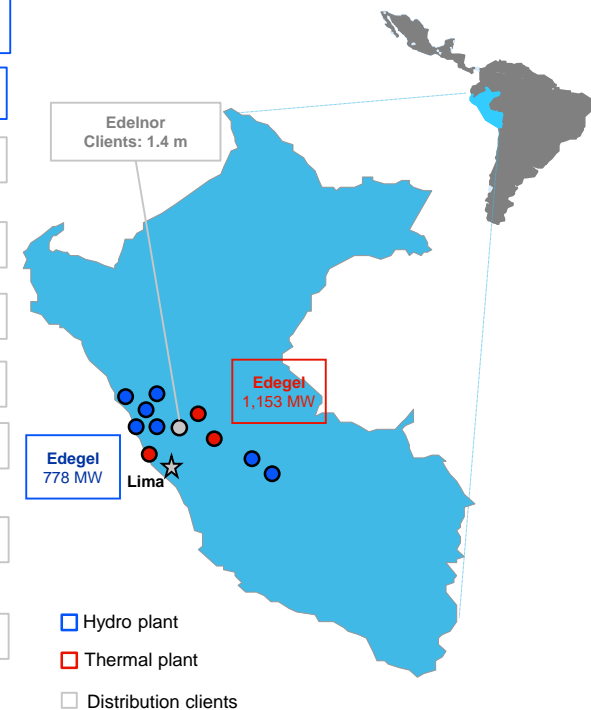 Edelnor
Clients: 1.4 m
Edegel
1,153 MW
Edegel
778 MW
Lima
Hydro plant
Thermal plant
Distribution clients